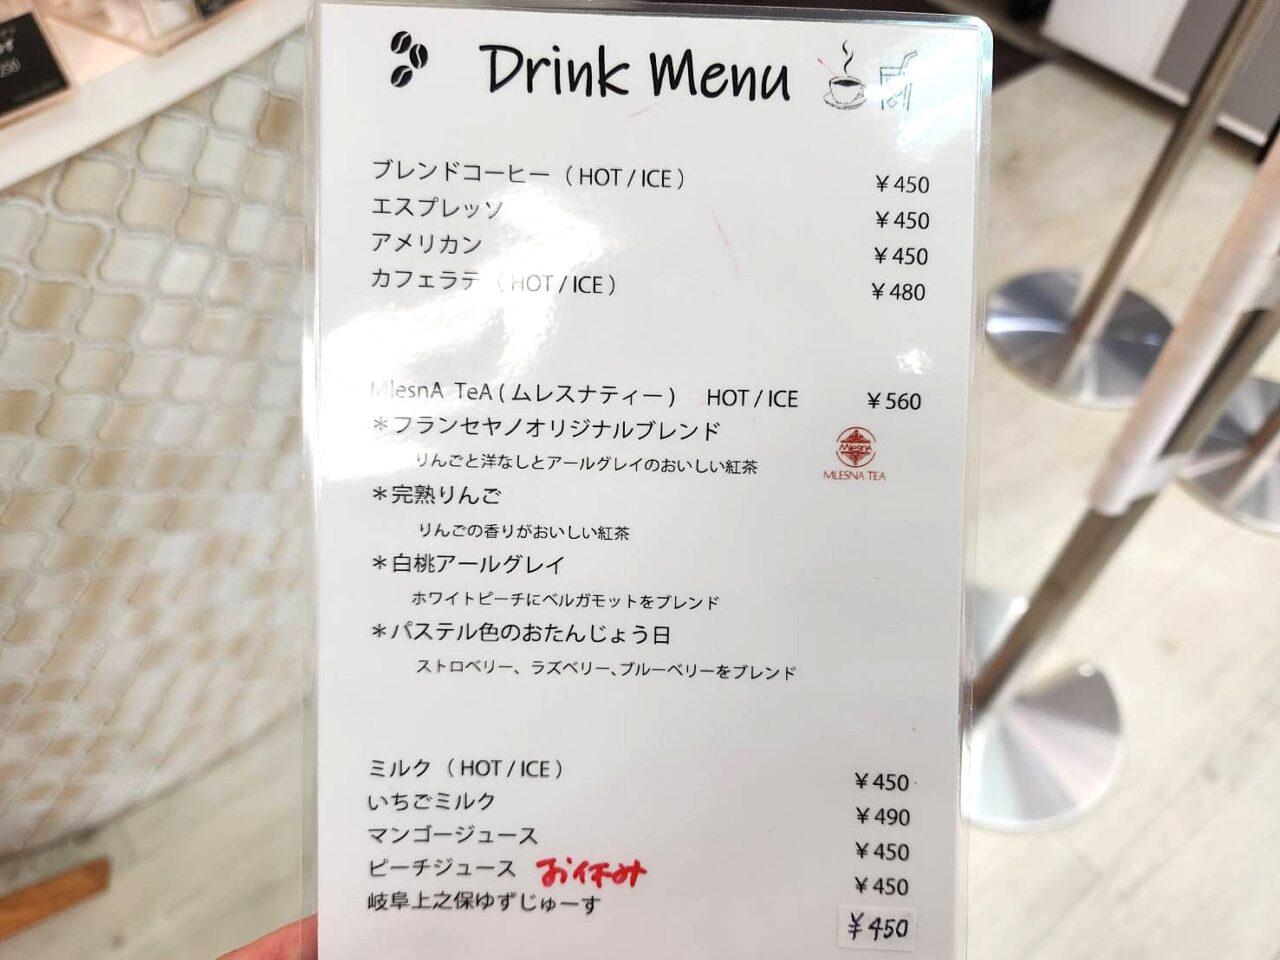 Drink Menu
ブレンドコーヒー（HOT / ICE） ￥450
エスプレッソ ￥450
アメリカン ￥450
カフェラテ（HOT / ICE） ￥480
MlesnA TeA ( ムレスナティー ) HOT / ICE ￥560
＊フランセヤノオリジナルブレンド
りんごと洋なしとアールグレイのおいしい紅茶
MlesnA
MLESNA TEA
＊完熟りんご
りんごの香りがおいしい紅茶
＊白桃アールグレイ
ホワイトピーチにベルガモットをブレンド
＊パステル色のおたんじょう日
ストロベリー、ラズベリー、ブルーベリーをブレンド
ミルク（HOT / ICE） ￥450
いちごミルク ￥490
マンゴージュース ￥450
ピーチジュース お休み ￥450
岐阜上之保ゆずじゅーす ￥450